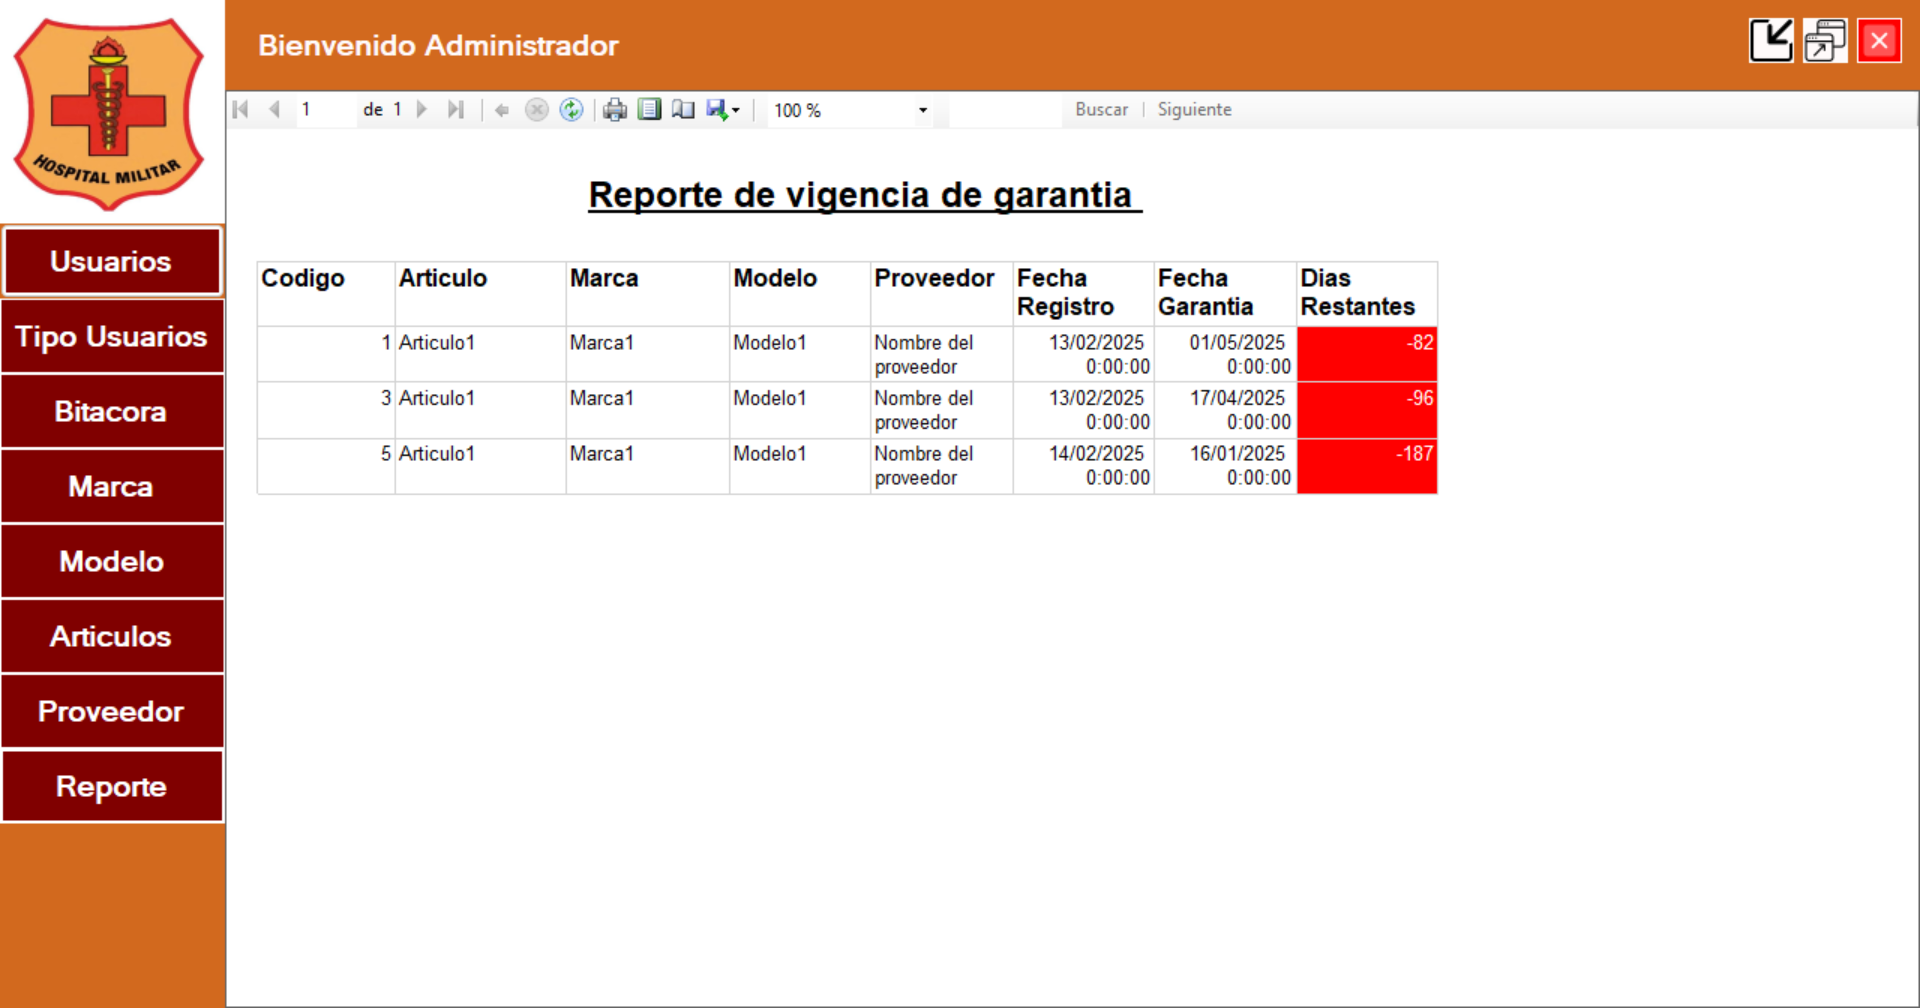 HOSPITAL MILITAR
Bienvenido Administrador
1 de 1 100 % Buscar Siguiente
Usuarios
Tipo Usuarios
Bitacora
Marca
Modelo
Articulos
Proveedor
Reporte
Reporte de vigencia de garantia
Codigo Articulo Marca Modelo Proveedor Fecha Registro Fecha Garantia Dias Restantes
1 Articulo1 Marca1 Modelo1 Nombre del proveedor 13/02/2025 0:00:00 01/05/2025 0:00:00 -82
3 Articulo1 Marca1 Modelo1 Nombre del proveedor 13/02/2025 0:00:00 17/04/2025 0:00:00 -96
5 Articulo1 Marca1 Modelo1 Nombre del proveedor 14/02/2025 0:00:00 16/01/2025 0:00:00 -187